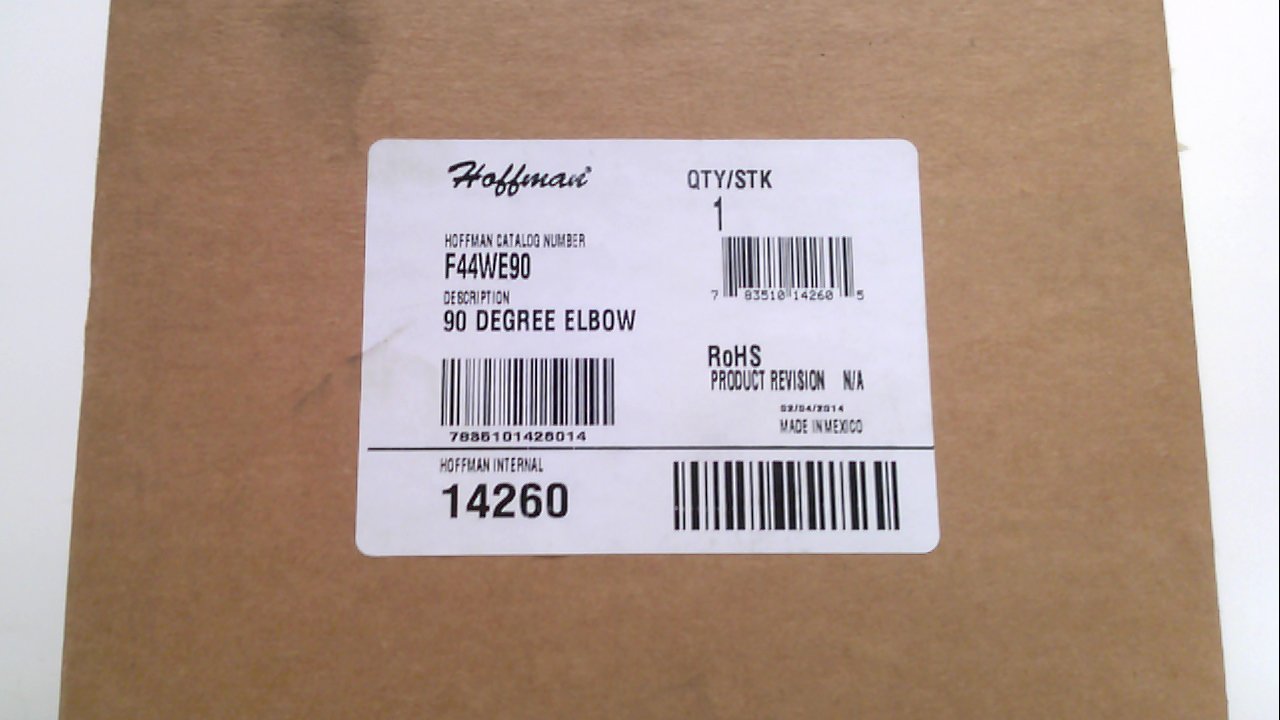 Hoffman®
QTY/STK
1
HOFFMAN CATALOG NUMBER
F44WE90
7 83510 14260 5
DESCRIPTION
90 DEGREE ELBOW
RoHS
PRODUCT REVISION N/A
02/04/2014
MADE IN MEXICO
HOFFMAN INTERNAL
14260